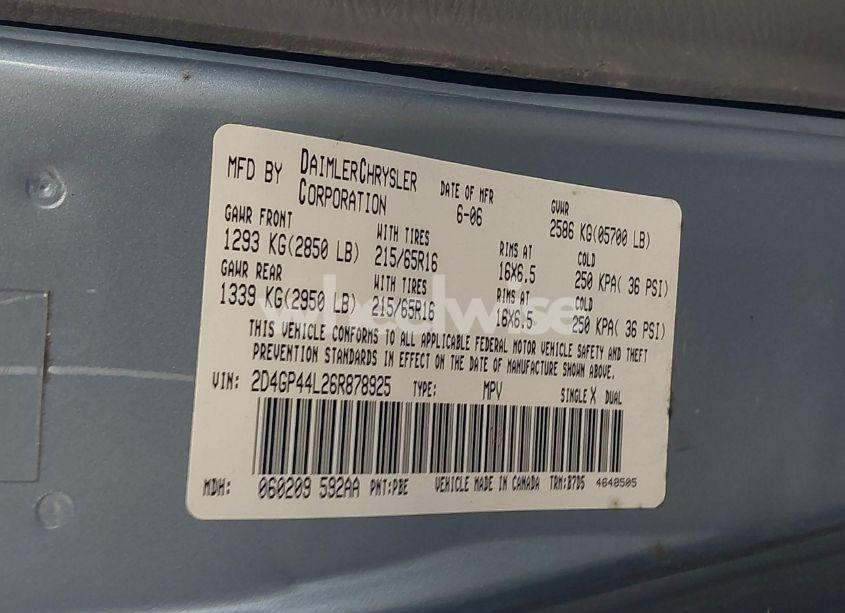 MFD BY DAIMLERCHRYSLER CORPORATION
DATE OF MFR 6-06
GVWR 2586 KG(05700 LB)
GAWR FRONT WITH TIRES RIMS AT COLD
1293 KG(2850 LB) 215/65R16 16X6.5 250 KPA( 36 PSI)
GAWR REAR WITH TIRES RIMS AT COLD
1339 KG(2950 LB) 215/65R16 16X6.5 250 KPA( 36 PSI)
THIS VEHICLE CONFORMS TO ALL APPLICABLE FEDERAL MOTOR VEHICLE SAFETY AND THEFT
PREVENTION STANDARDS IN EFFECT ON THE DATE OF MANUFACTURE SHOWN ABOVE.
VIN: 2D4GP44L26R878925 TYPE: MPV SINGLE X DUAL
MDH: 060209 592AA PNT:PBE VEHICLE MADE IN CANADA TRM:B7D5 4648505
wheelwise